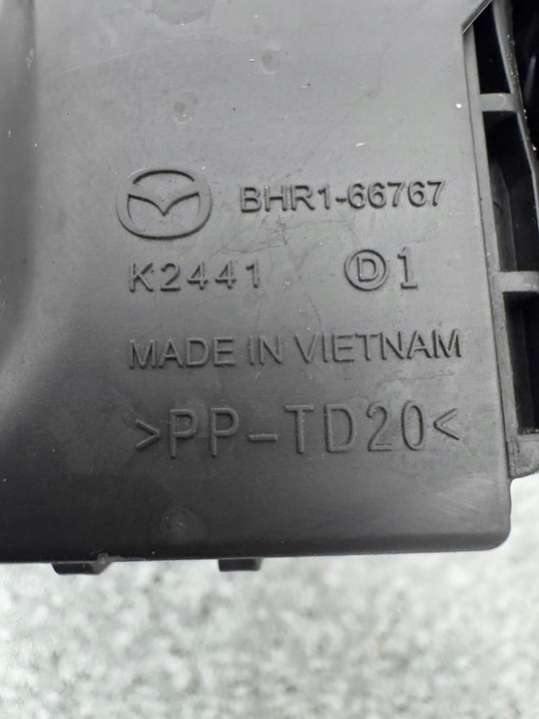 BHR1-66767
K2441 Ⓓ1
MADE IN VIETNAM
>PP-TD20<